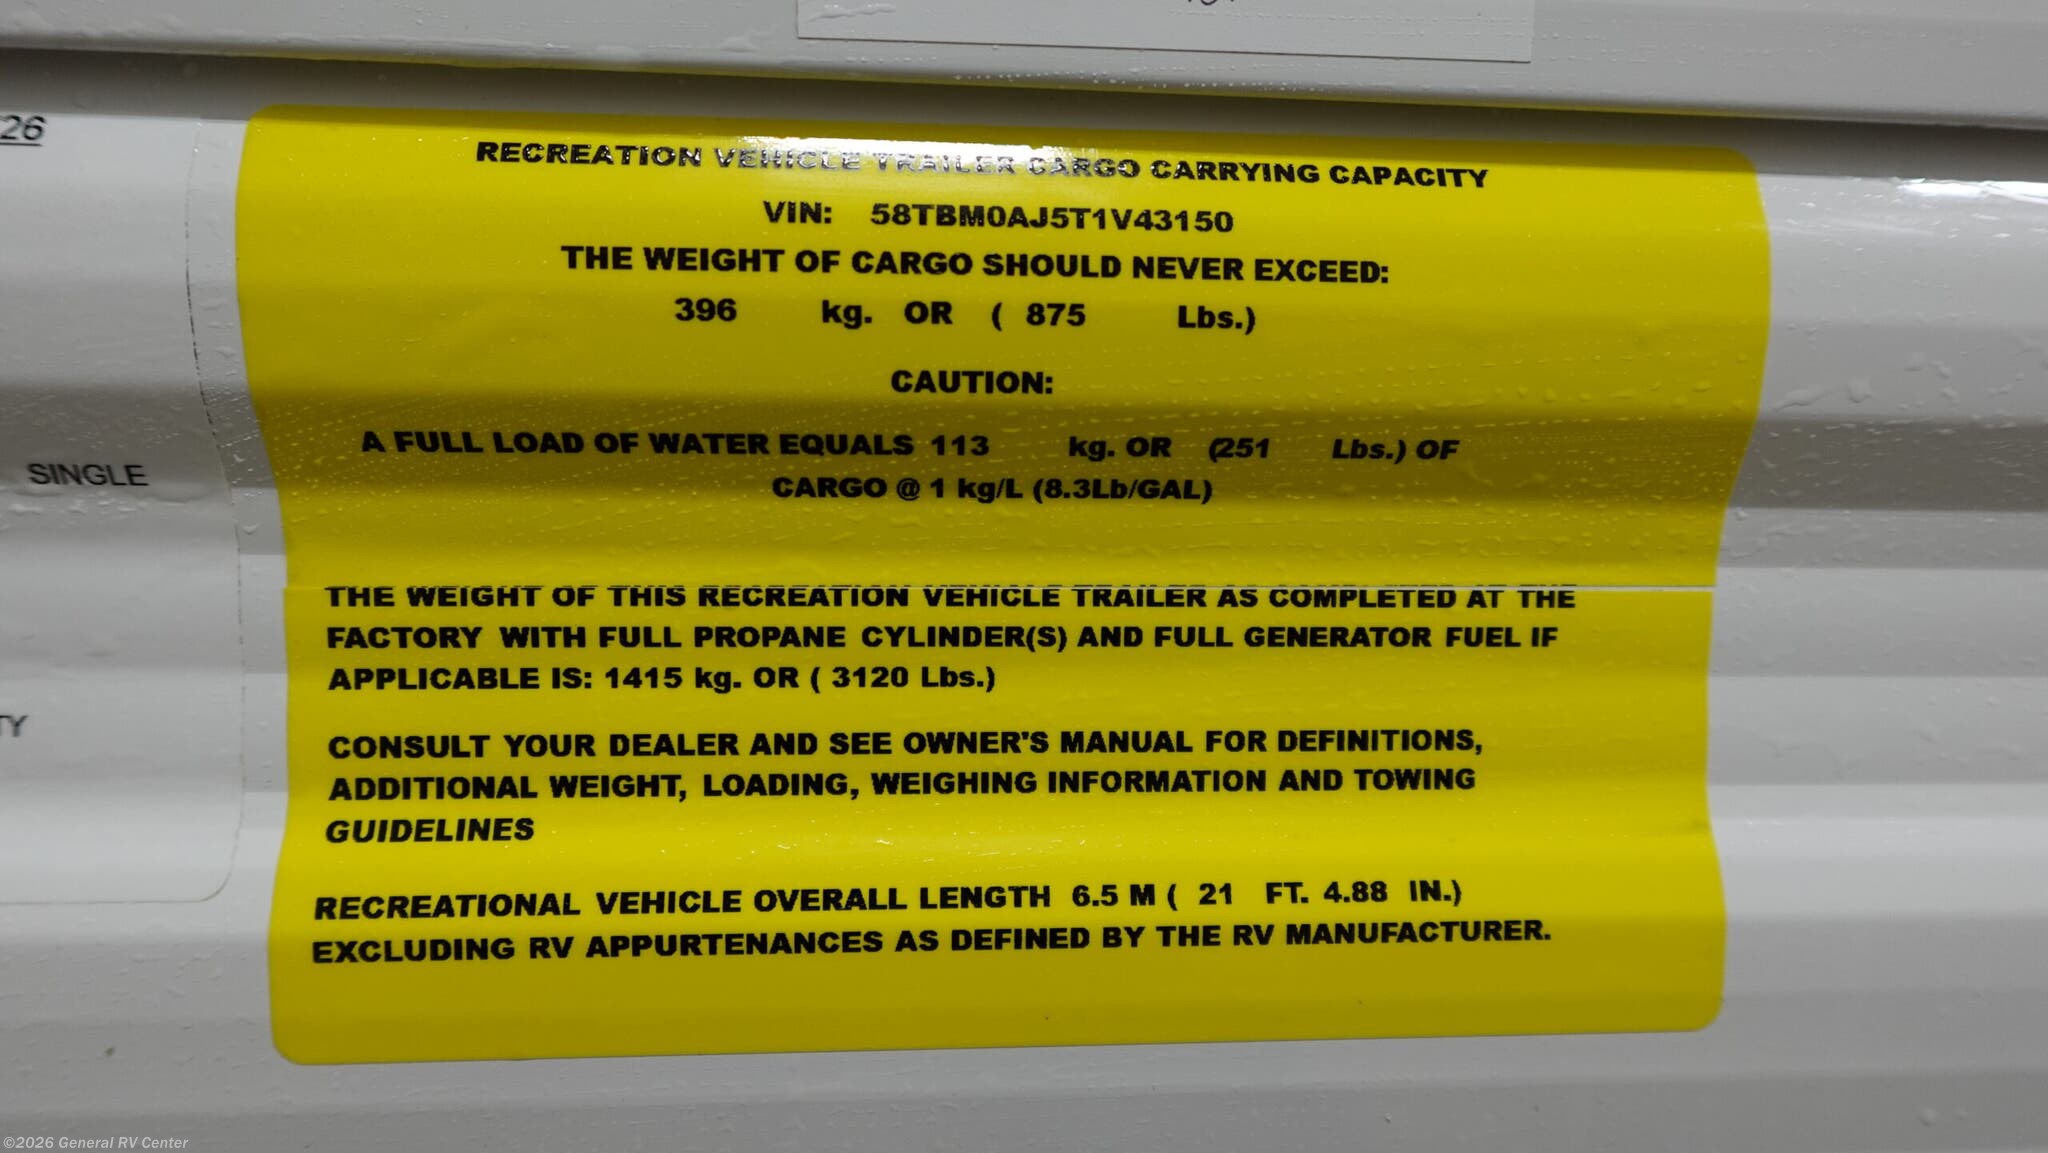 26
SINGLE
TY
RECREATION VEHICLE TRAILER CARGO CARRYING CAPACITY
VIN: 58TBM0AJ5T1V43150
THE WEIGHT OF CARGO SHOULD NEVER EXCEED:
396 kg. OR ( 875 Lbs.)
CAUTION:
A FULL LOAD OF WATER EQUALS 113 kg. OR (251 Lbs.) OF
CARGO @ 1 kg/L (8.3Lb/GAL)
THE WEIGHT OF THIS RECREATION VEHICLE TRAILER AS COMPLETED AT THE
FACTORY WITH FULL PROPANE CYLINDER(S) AND FULL GENERATOR FUEL IF
APPLICABLE IS: 1415 kg. OR ( 3120 Lbs.)
CONSULT YOUR DEALER AND SEE OWNER'S MANUAL FOR DEFINITIONS,
ADDITIONAL WEIGHT, LOADING, WEIGHING INFORMATION AND TOWING
GUIDELINES
RECREATIONAL VEHICLE OVERALL LENGTH 6.5 M ( 21 FT. 4.88 IN.)
EXCLUDING RV APPURTENANCES AS DEFINED BY THE RV MANUFACTURER.
©2026 General RV Center